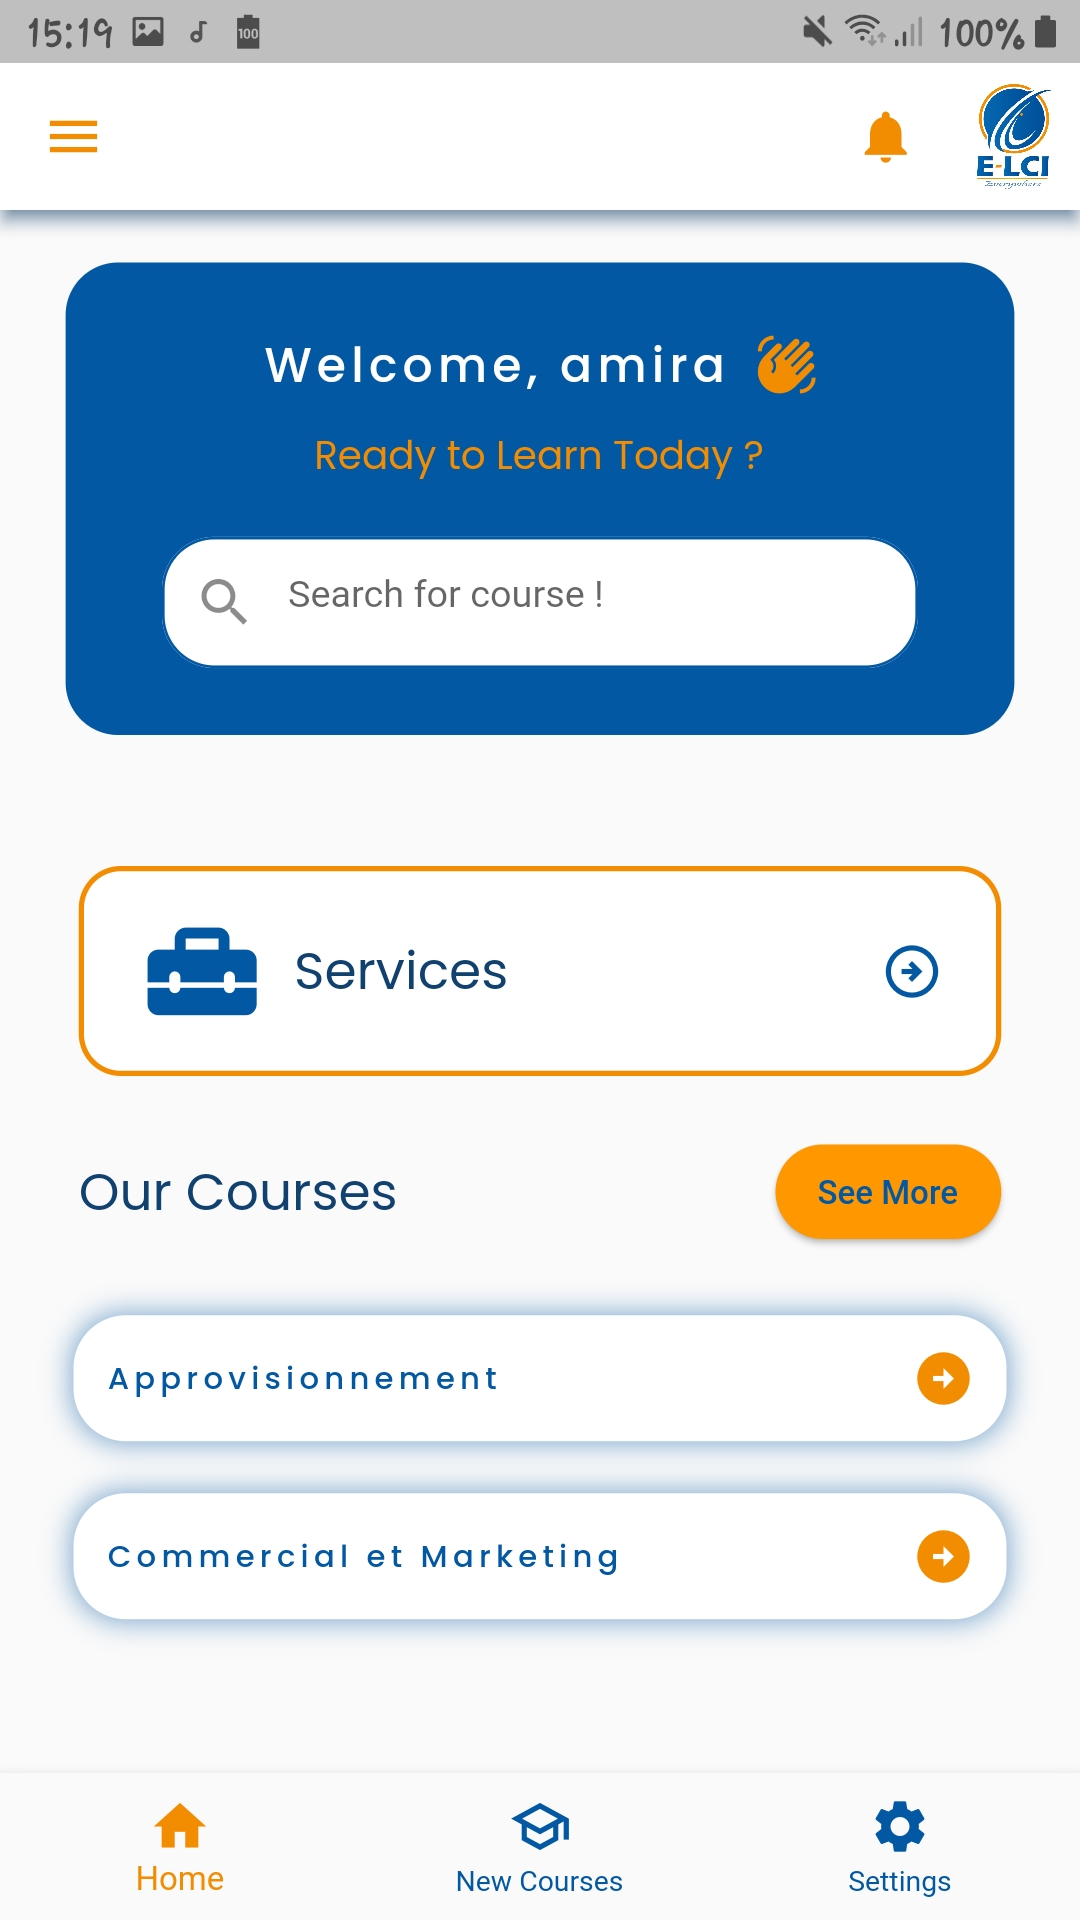 15:19 100 100%
E-LCI
Everywhere
Welcome, amira
Ready to Learn Today ?
Search for course !
Services
Our Courses
See More
Approvisionnement
Commercial et Marketing
Home
New Courses
Settings